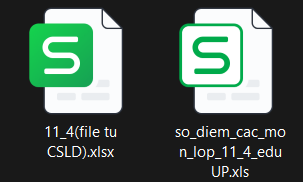 S
S
11_4(file tu
CSLD).xlsx
so_diem_cac_mo
n_lop_11_4_edu
UP.xls